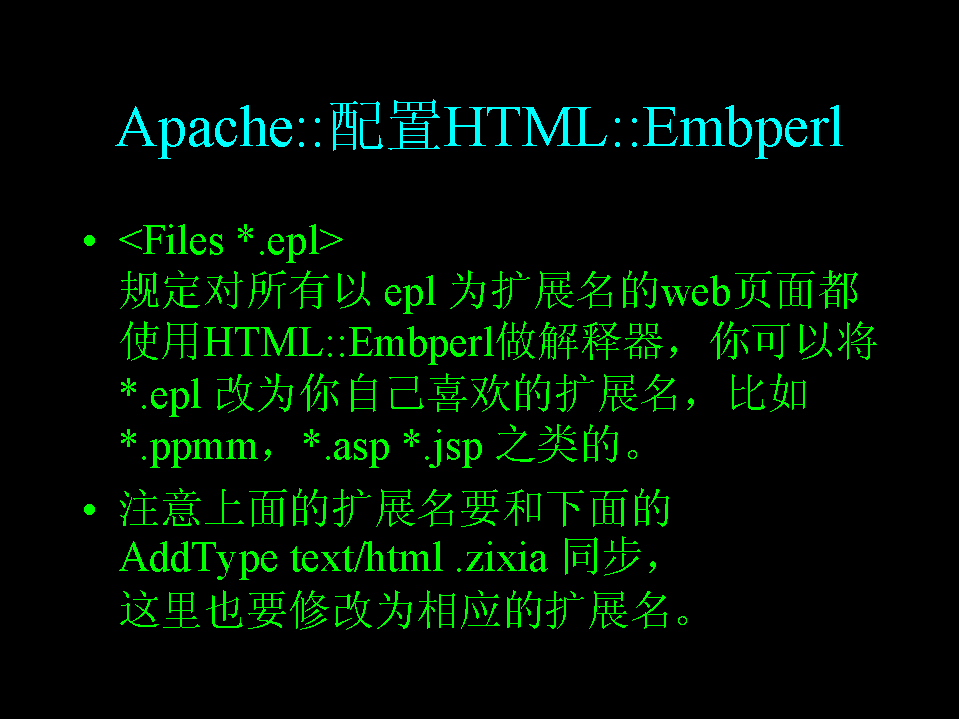 Apache::配置HTML::Embperl
• <Files *.epl>
规定对所有以 epl 为扩展名的web页面都
使用HTML::Embperl做解释器，你可以将
*.epl 改为你自己喜欢的扩展名，比如
*.ppmm，*.asp *.jsp 之类的。
• 注意上面的扩展名要和下面的
AddType text/html .zixia 同步，
这里也要修改为相应的扩展名。